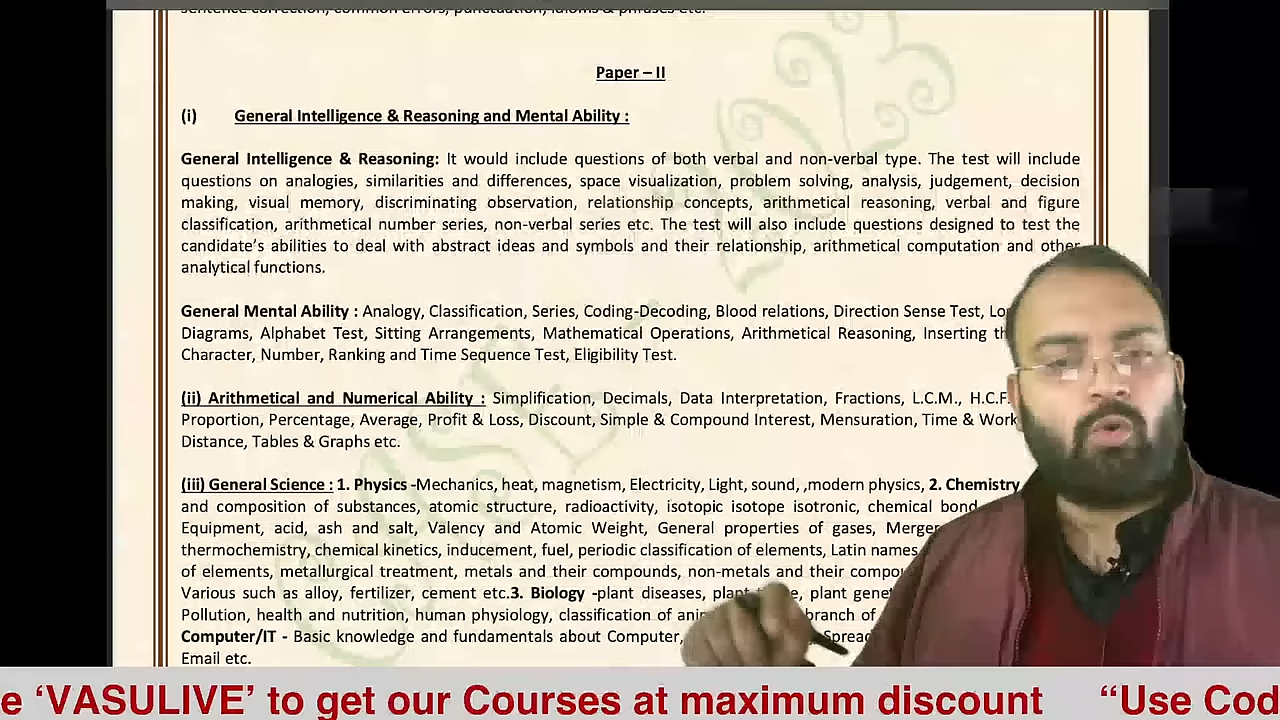 sentence correction, common errors, punctuation, idioms & phrases etc.
Paper – II
(i) General Intelligence & Reasoning and Mental Ability :
General Intelligence & Reasoning: It would include questions of both verbal and non-verbal type. The test will include
questions on analogies, similarities and differences, space visualization, problem solving, analysis, judgement, decision
making, visual memory, discriminating observation, relationship concepts, arithmetical reasoning, verbal and figure
classification, arithmetical number series, non-verbal series etc. The test will also include questions designed to test the
candidate’s abilities to deal with abstract ideas and symbols and their relationship, arithmetical computation and other
analytical functions.
General Mental Ability : Analogy, Classification, Series, Coding-Decoding, Blood relations, Direction Sense Test,
Diagrams, Alphabet Test, Sitting Arrangements, Mathematical Operations, Arithmetical Reasoning, Inserting
Character, Number, Ranking and Time Sequence Test, Eligibility Test.
(ii) Arithmetical and Numerical Ability : Simplification, Decimals, Data Interpretation, Fractions, L.C.M., H.C.F.
Proportion, Percentage, Average, Profit & Loss, Discount, Simple & Compound Interest, Mensuration, Time & Work
Distance, Tables & Graphs etc.
(iii) General Science : 1. Physics -Mechanics, heat, magnetism, Electricity, Light, sound, ,modern physics, 2. Chemistry
and composition of substances, atomic structure, radioactivity, isotopic isotope isotronic, chemical bond
Equipment, acid, ash and salt, Valency and Atomic Weight, General properties of gases,
thermochemistry, chemical kinetics, inducement, fuel, periodic classification of elements, Latin names
of elements, metallurgical treatment, metals and their compounds, non-metals and their
Various such as alloy, fertilizer, cement etc.3. Biology -plant diseases, plant
Pollution, health and nutrition, human physiology, classification of branch of
Computer/IT - Basic knowledge and fundamentals about Computer,
Email etc.
e ‘VASULIVE’ to get our Courses at maximum discount “Use Cod